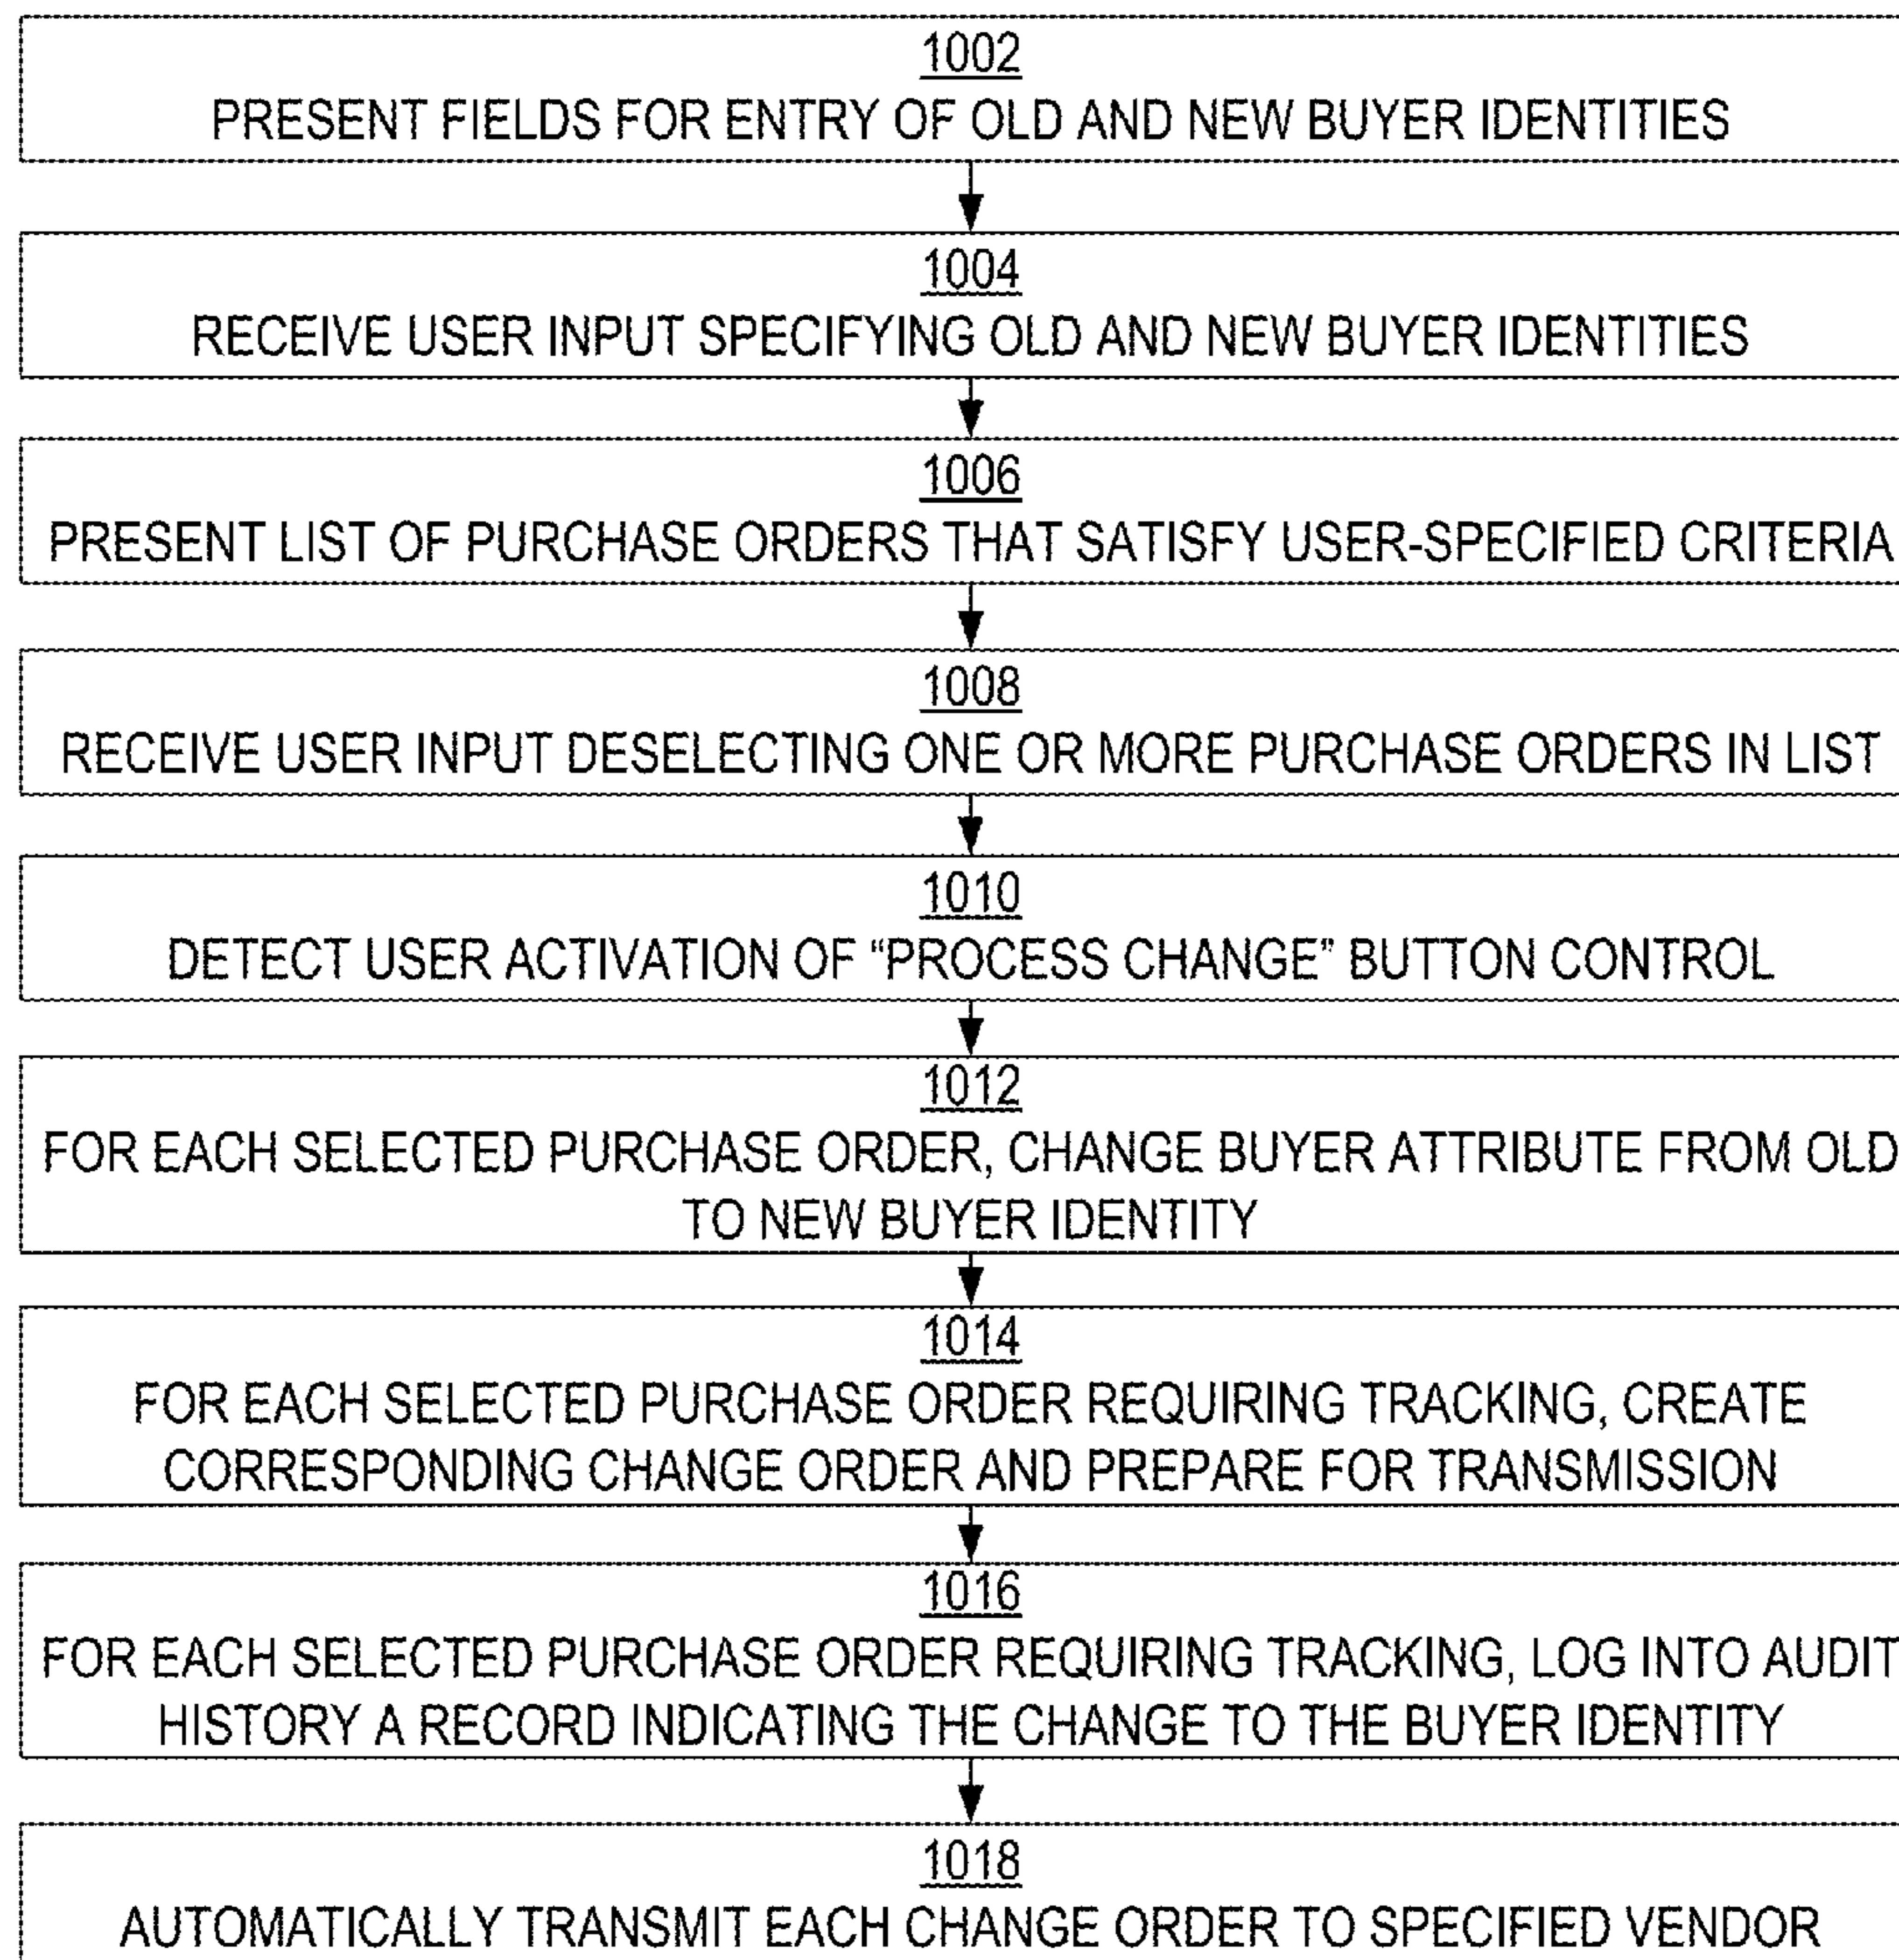 1002
PRESENT FIELDS FOR ENTRY OF OLD AND NEW BUYER IDENTITIES
1004
RECEIVE USER INPUT SPECIFYING OLD AND NEW BUYER IDENTITIES
1006
PRESENT LIST OF PURCHASE ORDERS THAT SATISFY USER-SPECIFIED CRITERIA
1008
RECEIVE USER INPUT DESELECTING ONE OR MORE PURCHASE ORDERS IN LIST
1010
DETECT USER ACTIVATION OF “PROCESS CHANGE” BUTTON CONTROL
1012
FOR EACH SELECTED PURCHASE ORDER, CHANGE BUYER ATTRIBUTE FROM OLD
TO NEW BUYER IDENTITY
1014
FOR EACH SELECTED PURCHASE ORDER REQUIRING TRACKING, CREATE
CORRESPONDING CHANGE ORDER AND PREPARE FOR TRANSMISSION
1016
FOR EACH SELECTED PURCHASE ORDER REQUIRING TRACKING, LOG INTO AUDIT
HISTORY A RECORD INDICATING THE CHANGE TO THE BUYER IDENTITY
1018
AUTOMATICALLY TRANSMIT EACH CHANGE ORDER TO SPECIFIED VENDOR